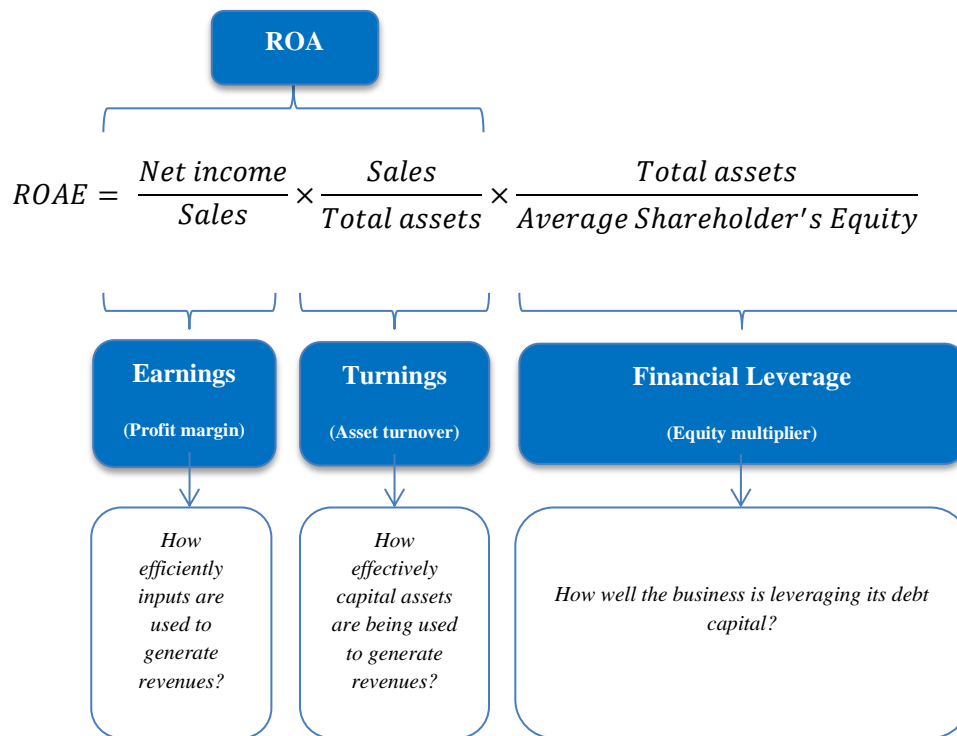 ROA
ROAE = Net income / Sales × Sales / Total assets × Total assets / Average Shareholder's Equity
Earnings
(Profit margin)
Turnings
(Asset turnover)
Financial Leverage
(Equity multiplier)
How
efficiently
inputs are
used to
generate
revenues?
How
effectively
capital assets
are being used
to generate
revenues?
How well the business is leveraging its debt
capital?